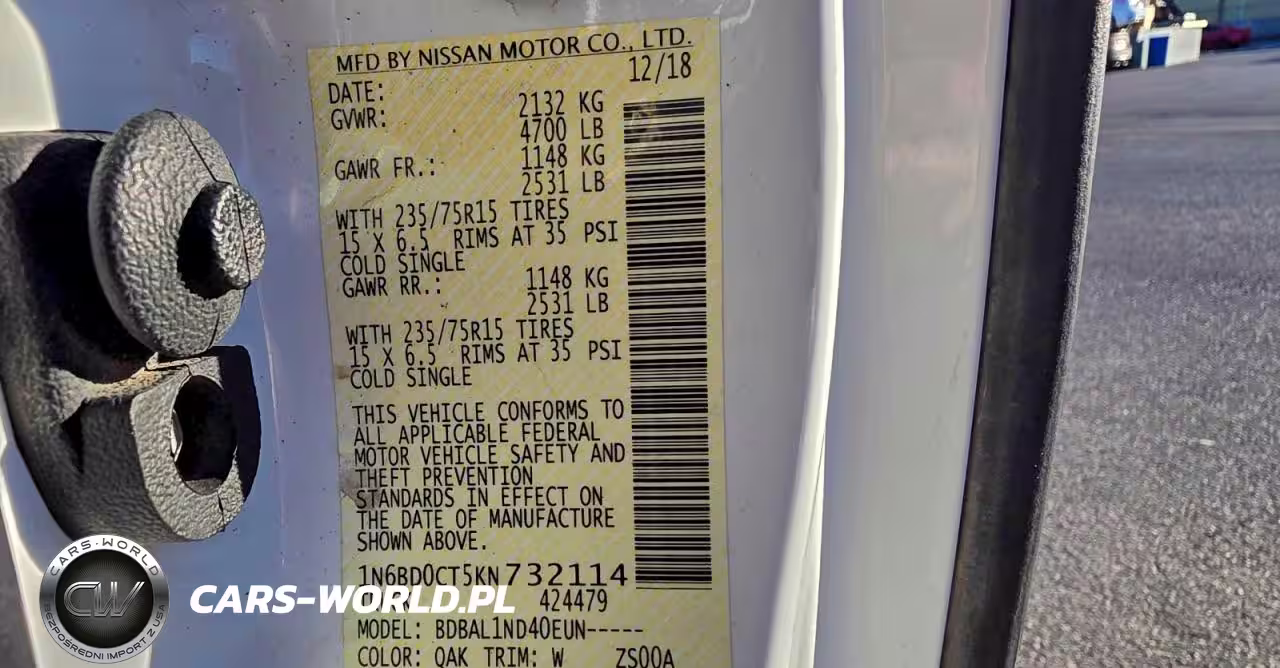 MFD BY NISSAN MOTOR CO., LTD.
DATE: 12/18
GVWR: 2132 KG
4700 LB
GAWR FR.: 1148 KG
2531 LB
WITH 235/75R15 TIRES
15 X 6.5 RIMS AT 35 PSI
COLD SINGLE
GAWR RR.: 1148 KG
2531 LB
WITH 235/75R15 TIRES
15 X 6.5 RIMS AT 35 PSI
COLD SINGLE
THIS VEHICLE CONFORMS TO
ALL APPLICABLE FEDERAL
MOTOR VEHICLE SAFETY AND
THEFT PREVENTION
STANDARDS IN EFFECT ON
THE DATE OF MANUFACTURE
SHOWN ABOVE.
1N6BD0CT5KN732114
424479
MODEL: BDBAL1ND40EUN-----
COLOR: QAK TRIM: W ZS00A
CARS-WORLD
BEZPOŚREDNI IMPORT Z USA
CARS-WORLD.PL